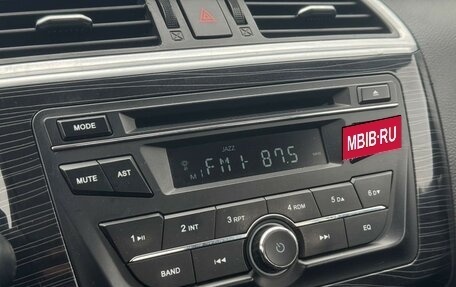 MODE
JAZZ
M1 FM1- 87.5
MBIB·RU
MUTE
AST
1
2 INT
3 RPT
4 RDM
5
6
BAND
EQ